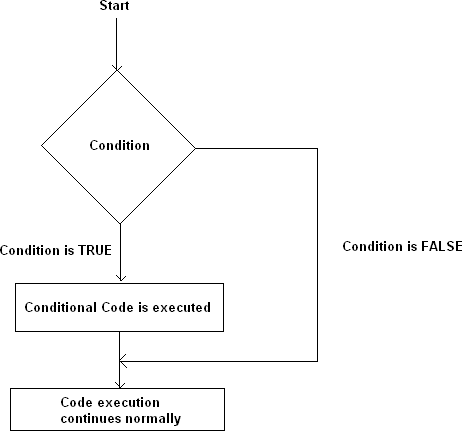 Start
Condition
Condition is TRUE
Condition is FALSE
Conditional Code is executed
Code execution
continues normally